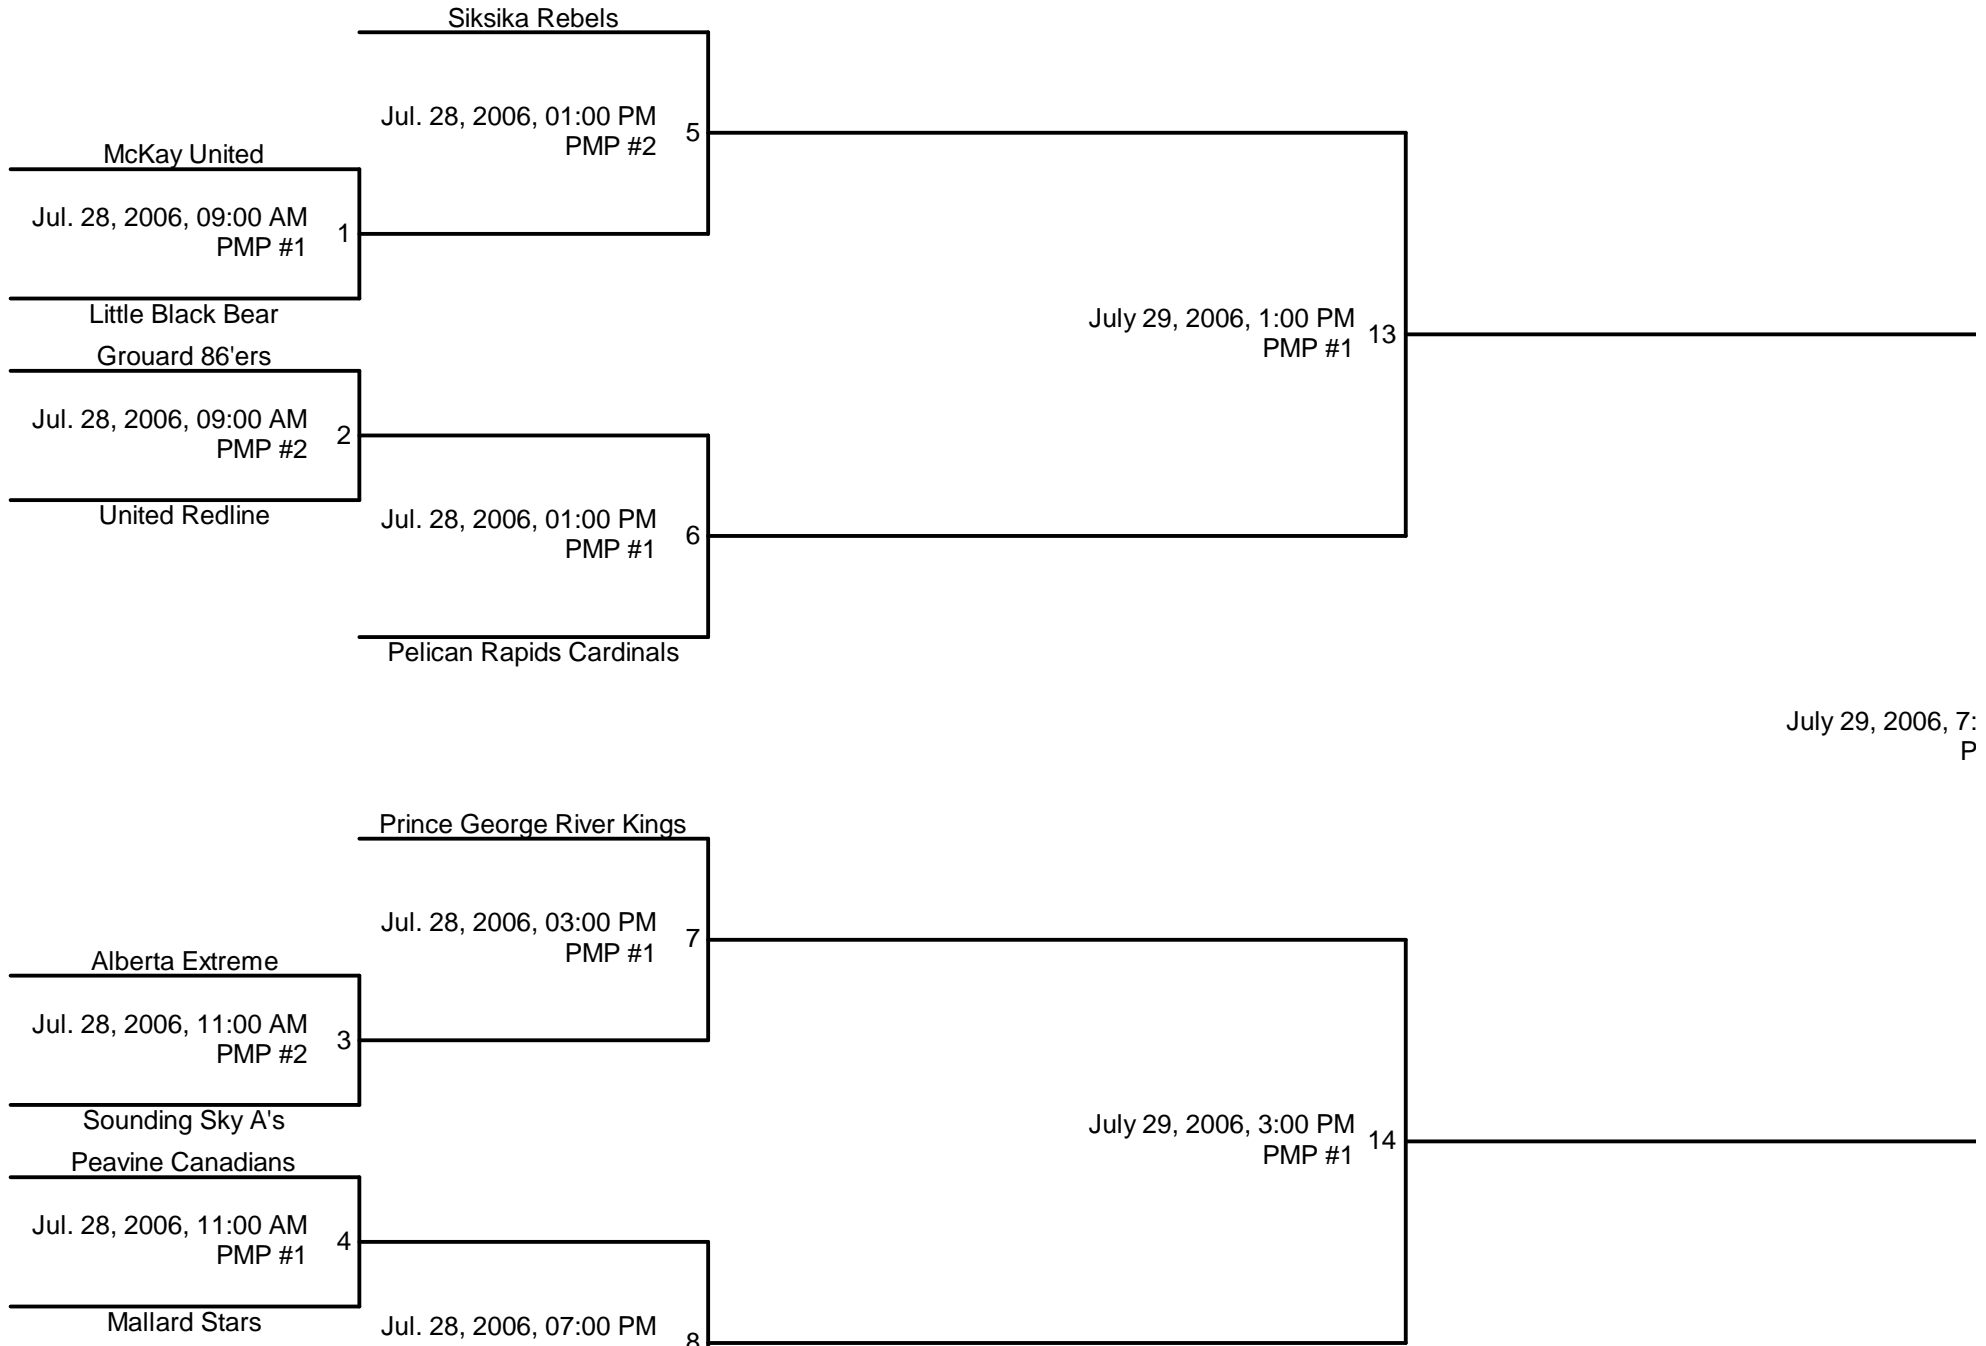 Siksika Rebels
Jul. 28, 2006, 01:00 PM
PMP #2
5
McKay United
Jul. 28, 2006, 09:00 AM
PMP #1
1
Little Black Bear
July 29, 2006, 1:00 PM
PMP #1
13
Grouard 86'ers
Jul. 28, 2006, 09:00 AM
PMP #2
2
United Redline
Jul. 28, 2006, 01:00 PM
PMP #1
6
Pelican Rapids Cardinals
July 29, 2006, 7:
P
Prince George River Kings
Jul. 28, 2006, 03:00 PM
PMP #1
7
Alberta Extreme
Jul. 28, 2006, 11:00 AM
PMP #2
3
Sounding Sky A's
July 29, 2006, 3:00 PM
PMP #1
14
Peavine Canadians
Jul. 28, 2006, 11:00 AM
PMP #1
4
Mallard Stars
Jul. 28, 2006, 07:00 PM
8